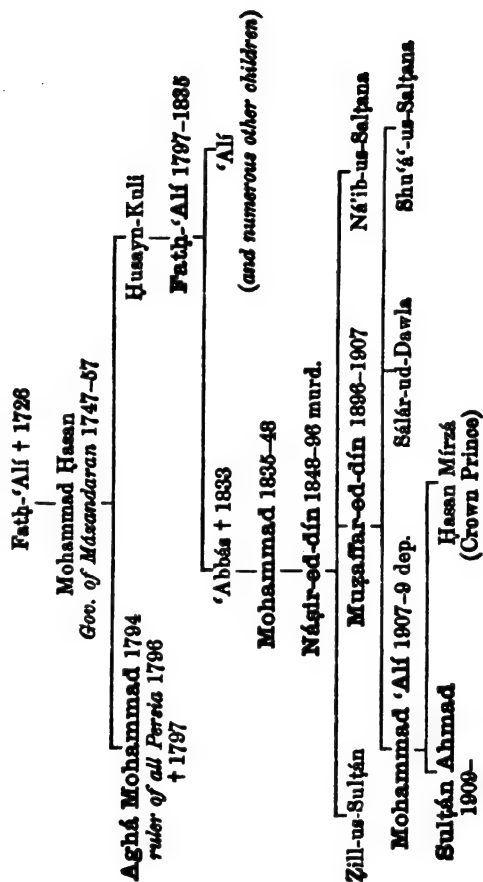 Fatḥ-‘Alí † 1726
Mohammad Ḥasan
Gov. of Mázandaran 1747–57
Aghá Mohammad 1794
ruler of all Persia 1796
† 1797
Ḥusayn-Kuli
Fatḥ-‘Alí 1797–1835
‘Abbás † 1833
‘Alí
(and numerous other children)
Mohammad 1835–48
Náṣir-ed-dín 1848–96 murd.
Ẓill-us-Sulṭán
Muẓaffar-ed-dín 1896–1907
Ná’ib-us-Salṭana
Mohammad ‘Alí 1907–9 dep.
Sálár-ud-Dawla
Shu‘á‘-us-Salṭana
Sulṭán Aḥmad
1909–
Ḥasan Mírzá
(Crown Prince)